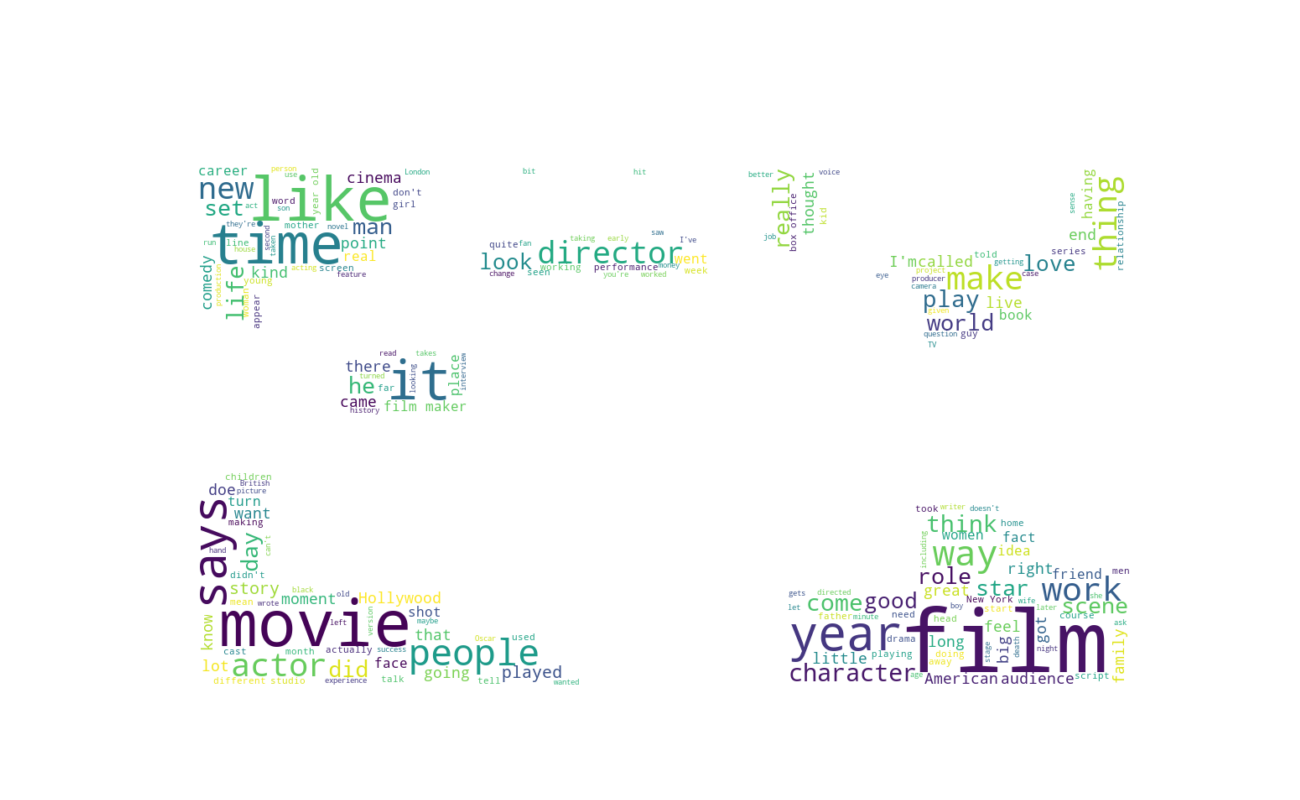 career person use year old cinema London
new like don't girl
set act word son
they're mother novel man
time second taken point
run line house real
comedy production life kind acting screen feature
young woman appear
bit hit
quite fan taking early saw I've
look director went
change seen working performance money week
you're worked
better really voice
thought kid
job box office
sense having thing relationship
end
I'm called told getting series
eye project make case love
producer camera
play live
given world book
question guy
TV
read takes
there looking it place interview
turned
he far
came film maker
history
children
doe British picture
turn
want
says making
hand day can't
didn't
story black
mean wrote moment old Hollywood
know movie left version shot maybe
that Oscar used
cast month actually success people
lot actor did face going played
different studio experience talk tell wanted
took writer doesn't
think home
including women fact
way idea
right friend men
role star work
gets directed great New York wife she
let come good boy start later scene
father minute head course ask
year film feel got
drama long big death night stage family
little playing doing away
character age American audience script